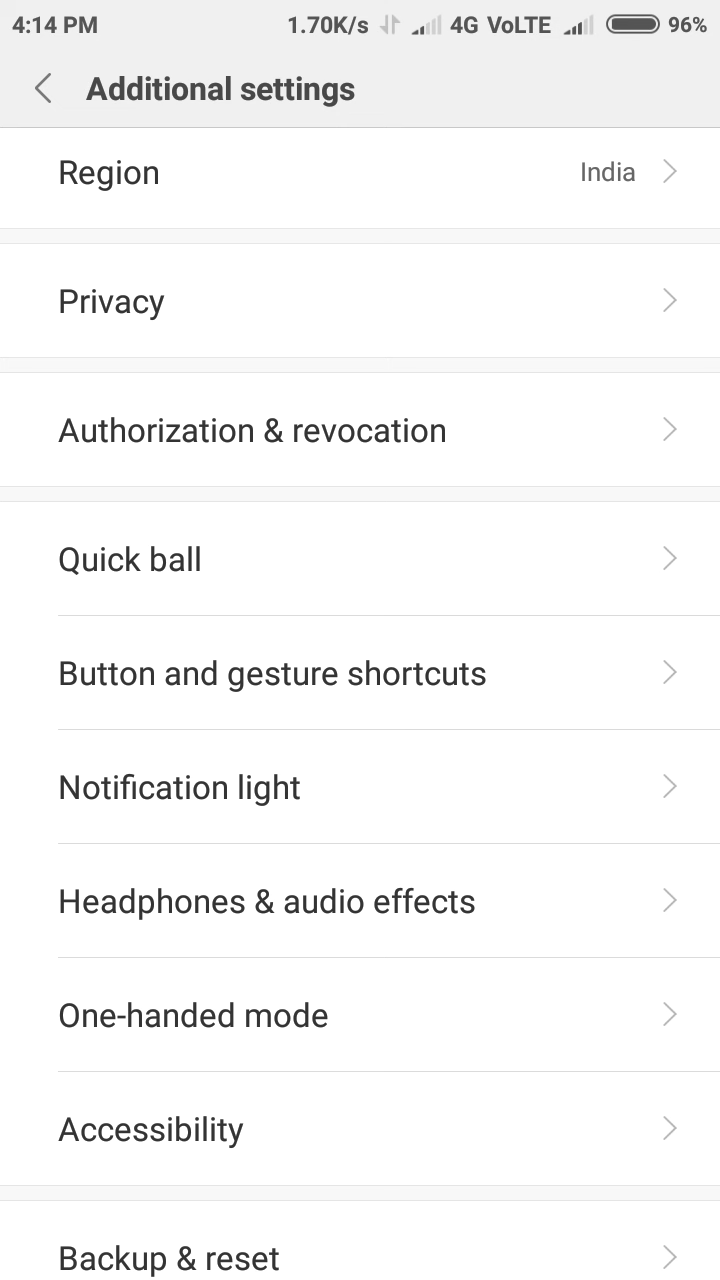 4:14 PM 1.70K/s 4G VoLTE 96%
Additional settings
Region India
Privacy
Authorization & revocation
Quick ball
Button and gesture shortcuts
Notification light
Headphones & audio effects
One-handed mode
Accessibility
Backup & reset